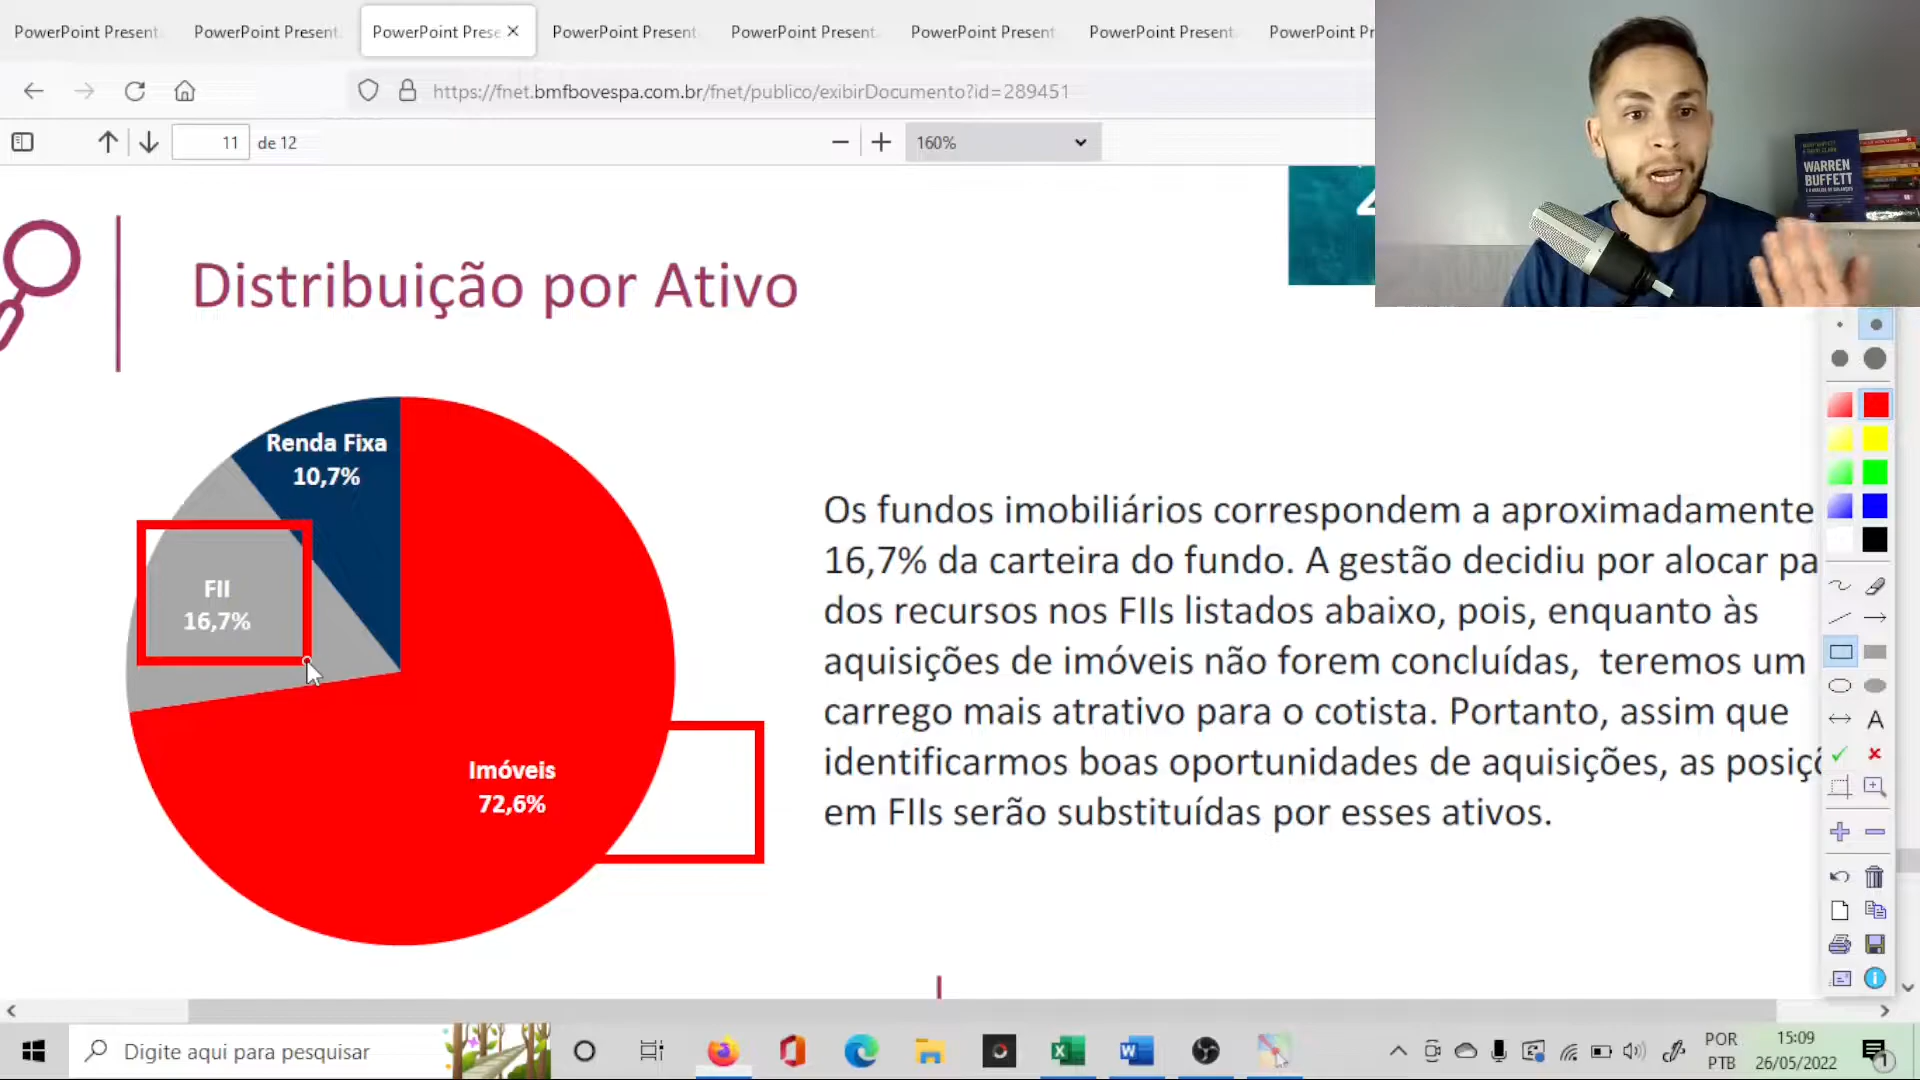 PowerPoint Present
PowerPoint Present
PowerPoint Prese
PowerPoint Present
PowerPoint Present
PowerPoint Present
PowerPoint Present
PowerPoint Pr
https://fnet.bmfbovespa.com.br/fnet/publico/exibirDocumento?id=289451
11 de 12
160%
WARREN
BUFFETT
Distribuição por Ativo
Renda Fixa
10,7%
FII
16,7%
Imóveis
72,6%
Os fundos imobiliários correspondem a aproximadamente
16,7% da carteira do fundo. A gestão decidiu por alocar pa
dos recursos nos FIIs listados abaixo, pois, enquanto às
aquisições de imóveis não forem concluídas, teremos um
carrego mais atrativo para o cotista. Portanto, assim que
identificarmos boas oportunidades de aquisições, as posiçõ
em FIIs serão substituídas por esses ativos.
Digite aqui para pesquisar
POR
PTB
15:09
26/05/2022
1